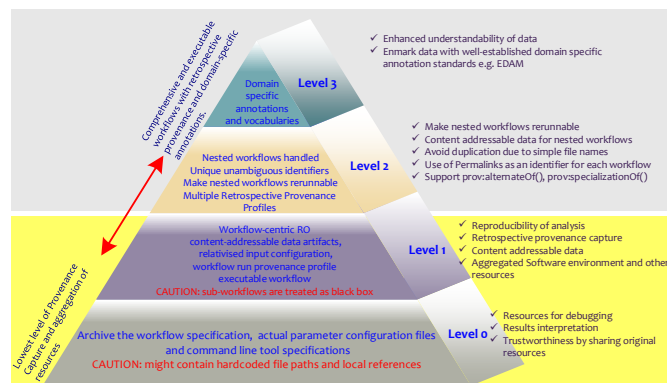 Comprehensive and executable
workflows with retrospective
provenance and domain-specific
annotations.
Lowest level of Provenance
Capture and aggregation of
resources
Domain
specific
annotations
and vocabularies
Level 3
✓ Enhanced understandability of data
✓ Enmark data with well-established domain specific
annotation standards e.g. EDAM
Nested workflows handled
Unique unambiguous identifiers
Make nested workflows rerunnable
Multiple Retrospective Provenance
Profiles
Level 2
✓ Make nested workflows rerunnable
✓ Content addressable data for nested workflows
✓ Avoid duplication due to simple file names
✓ Use of Permalinks as an identifier for each workflow
✓ Support prov:alternateOf(), prov:specializationOf()
Workflow-centric RO
content-addressable data artifacts,
relativised input configuration,
workflow run provenance profile
executable workflow
CAUTION: sub-workflows are treated as black box
Level 1
✓ Reproducibility of analysis
✓ Retrospective provenance capture
✓ Content addressable data
✓ Aggregated Software environment and other
resources
Archive the workflow specification, actual parameter configuration files
and command line tool specifications
CAUTION: might contain hardcoded file paths and local references
Level 0
✓ Resources for debugging
✓ Results interpretation
✓ Trustworthiness by sharing original
resources